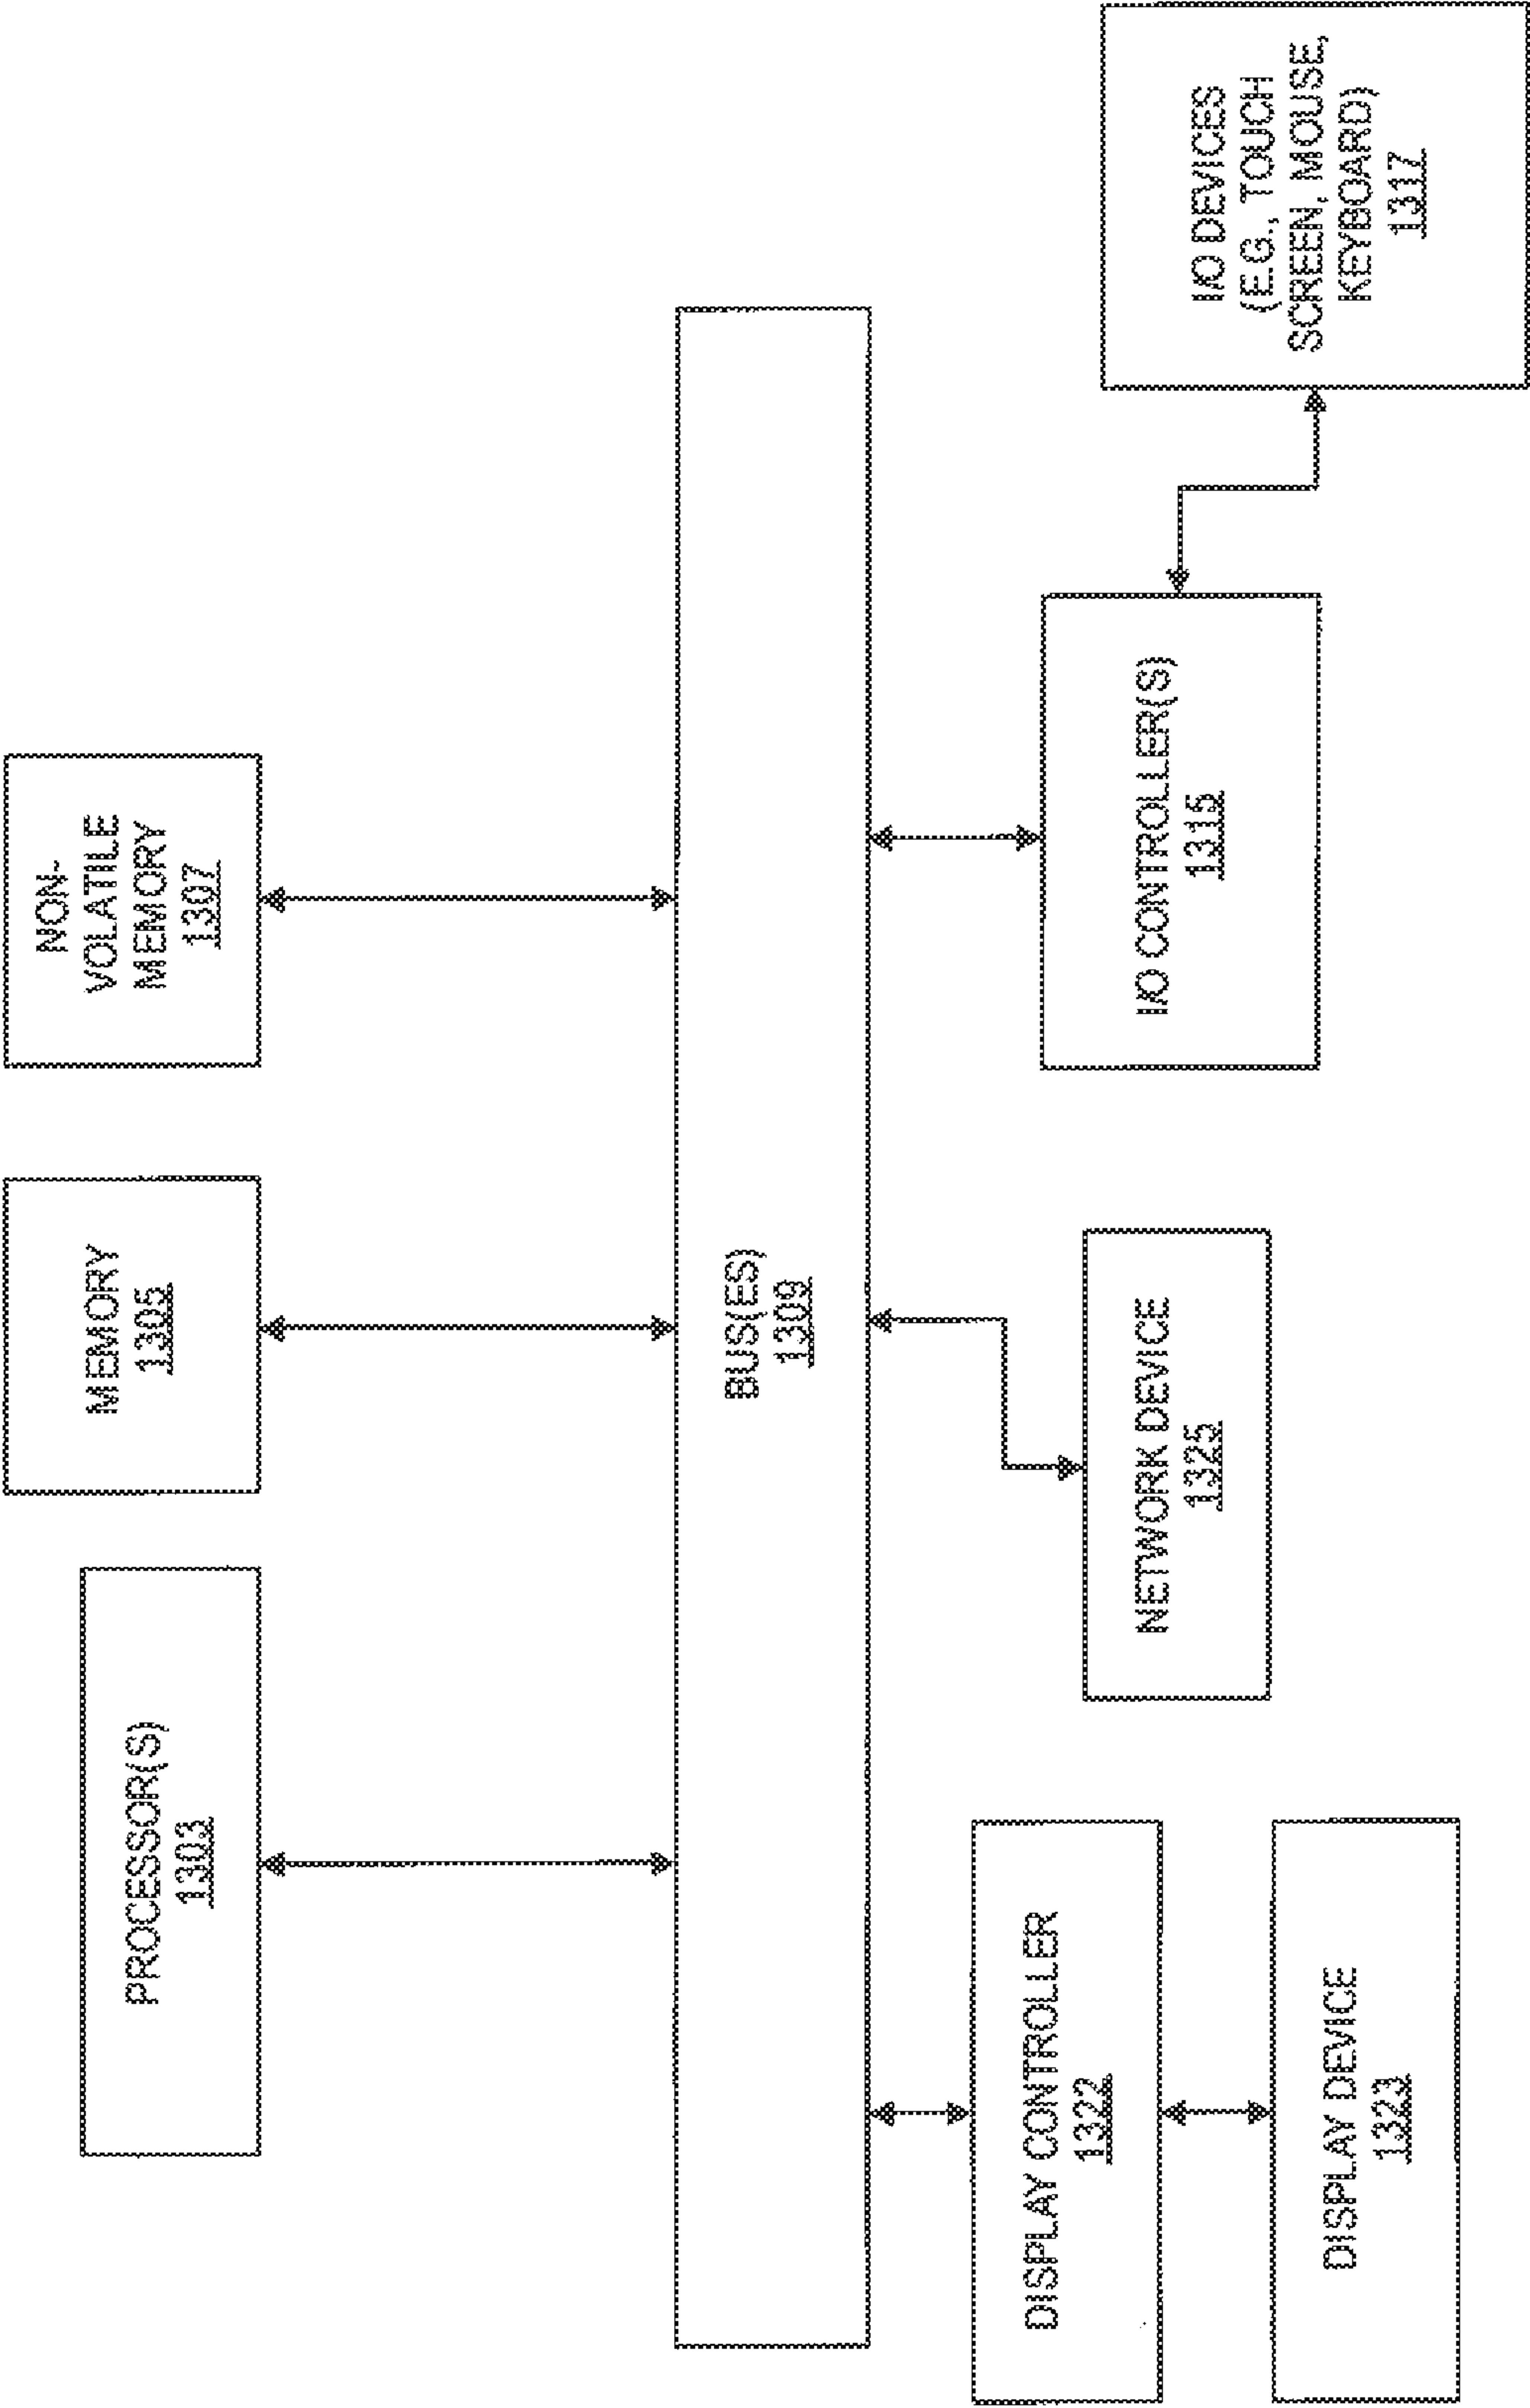 PROCESSOR(S)
1303
MEMORY
1305
NON-
VOLATILE
MEMORY
1307
BUS(ES)
1309
DISPLAY CONTROLLER
1322
DISPLAY DEVICE
1323
NETWORK DEVICE
1325
I/O CONTROLLER(S)
1315
I/O DEVICES
(E.G., TOUCH
SCREEN, MOUSE,
KEYBOARD)
1317